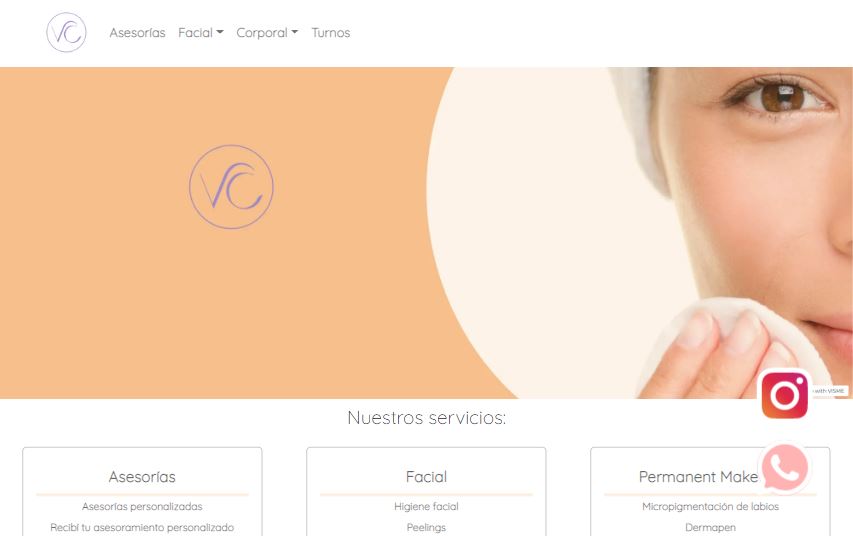 VC
Asesorías Facial Corporal Turnos
VC
with VISME
Nuestros servicios:
Asesorías
Asesorías personalizadas
Recibí tu asesoramiento personalizado
Facial
Higiene facial
Peelings
Permanent Make
Micropigmentación de labios
Dermapen